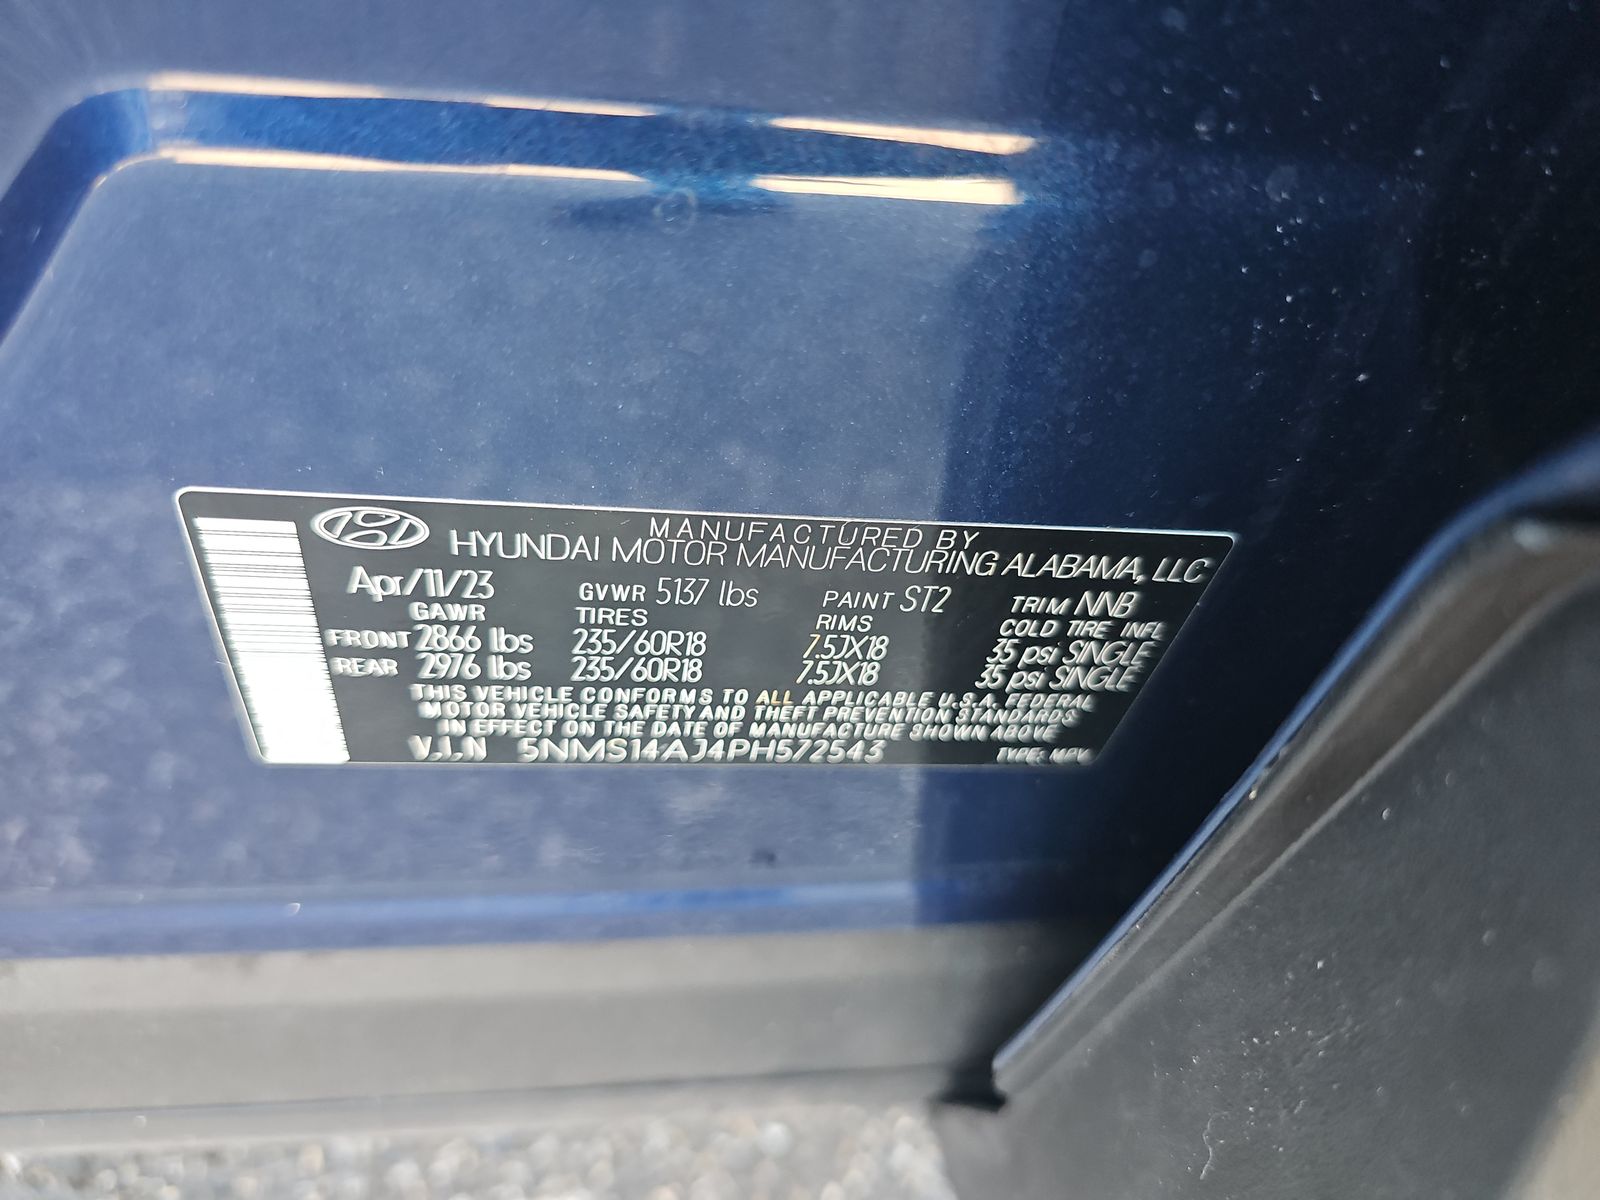 MANUFACTURED BY
HYUNDAI MOTOR MANUFACTURING ALABAMA, LLC
Apr/11/23 GVWR 5137 lbs PAINT ST2 TRIM NNB
GAWR TIRES RIMS COLD TIRE INFL
FRONT 2866 lbs 235/60R18 7.5JX18 35 psi SINGLE
REAR 2976 lbs 235/60R18 7.5JX18 35 psi SINGLE
THIS VEHICLE CONFORMS TO ALL APPLICABLE U.S.A. FEDERAL
MOTOR VEHICLE SAFETY AND THEFT PREVENTION STANDARDS
IN EFFECT ON THE DATE OF MANUFACTURE SHOWN ABOVE
V.I.N 5NMS14AJ4PH572543 TYPE: MPV